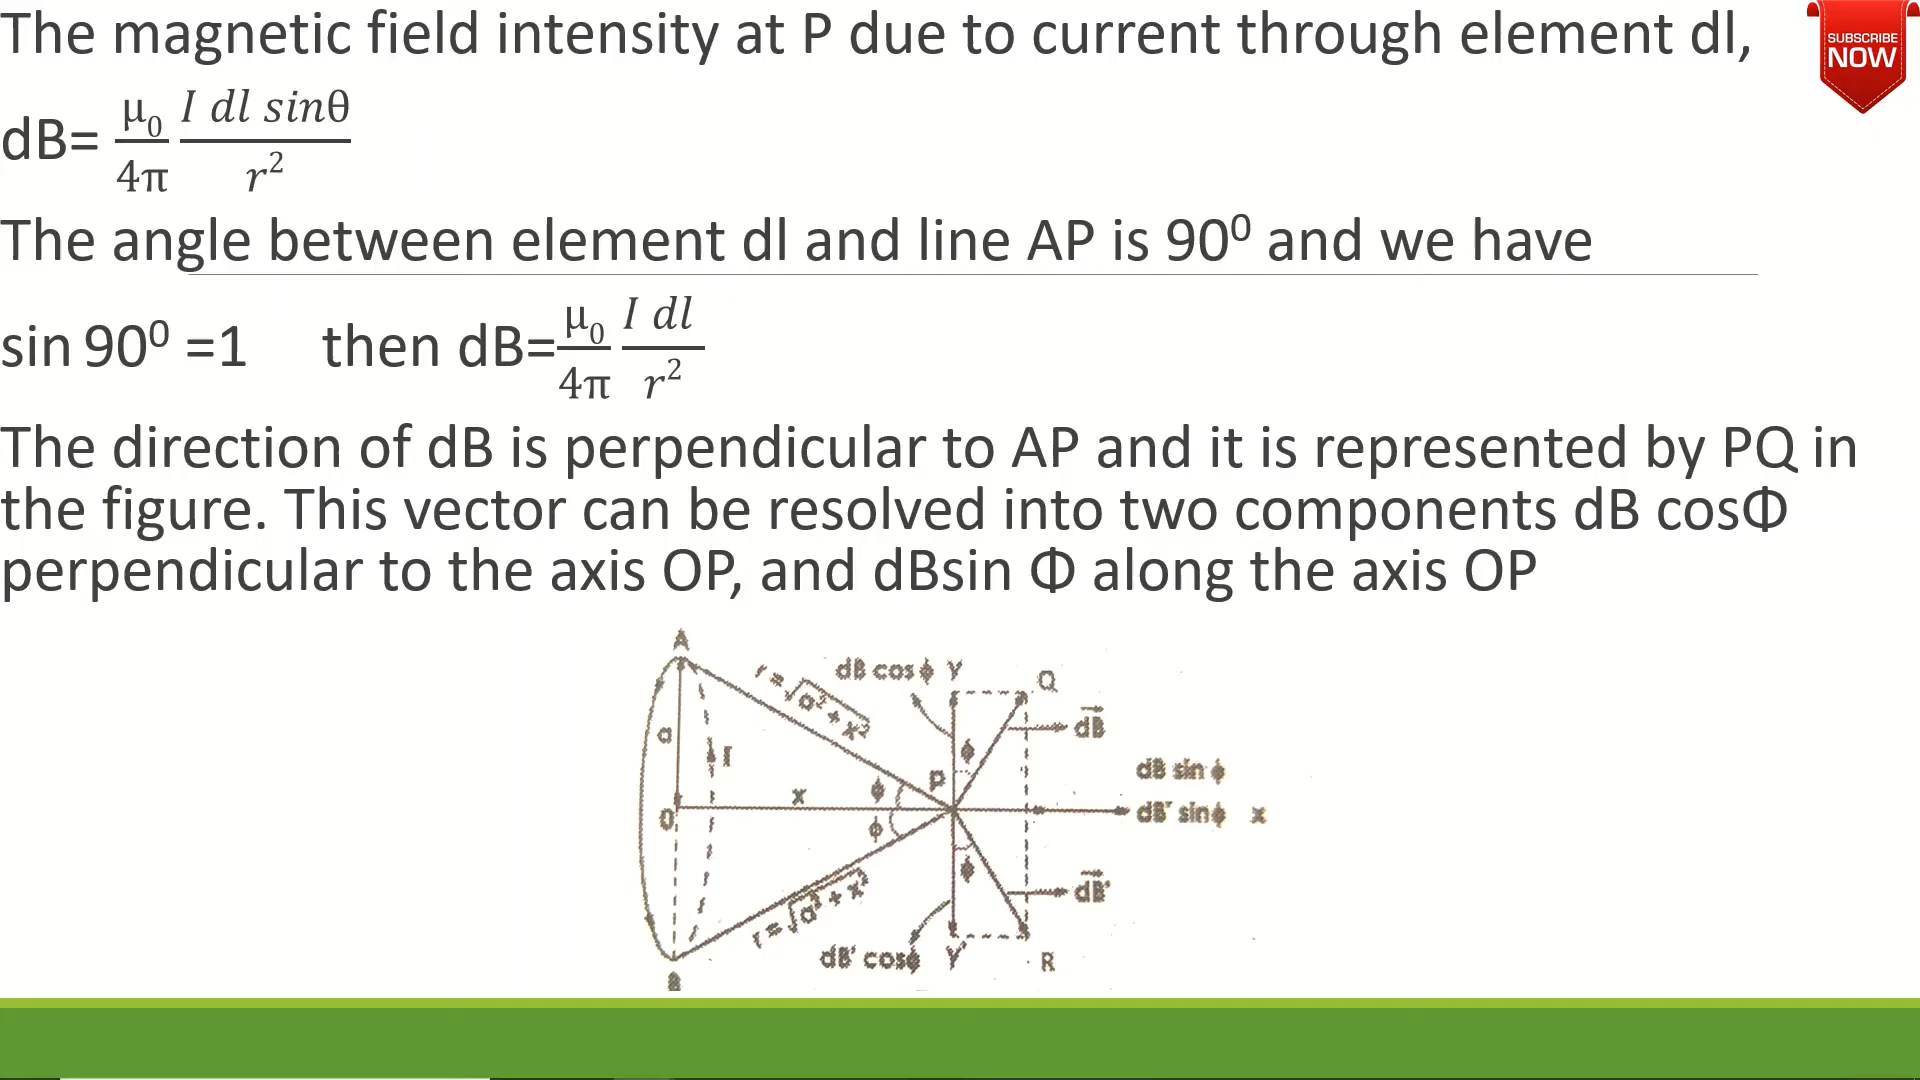 The magnetic field intensity at P due to current through element dl,
SUBSCRIBE
NOW
dB= μ₀/4π I dl sinθ/r²
The angle between element dl and line AP is 90⁰ and we have
sin 90⁰ =1 then dB= μ₀/4π I dl/r²
The direction of dB is perpendicular to AP and it is represented by PQ in
the figure. This vector can be resolved into two components dB cosΦ
perpendicular to the axis OP, and dBsin Φ along the axis OP
A
r = √a² + x²
dB cos ϕ Y
Q
dB
a
I
ϕ
P
dB sin ϕ
x
ϕ
O
dB' sinϕ x
ϕ
ϕ
dB'
r = √a² + x²
dB' cosϕ Y'
R
B